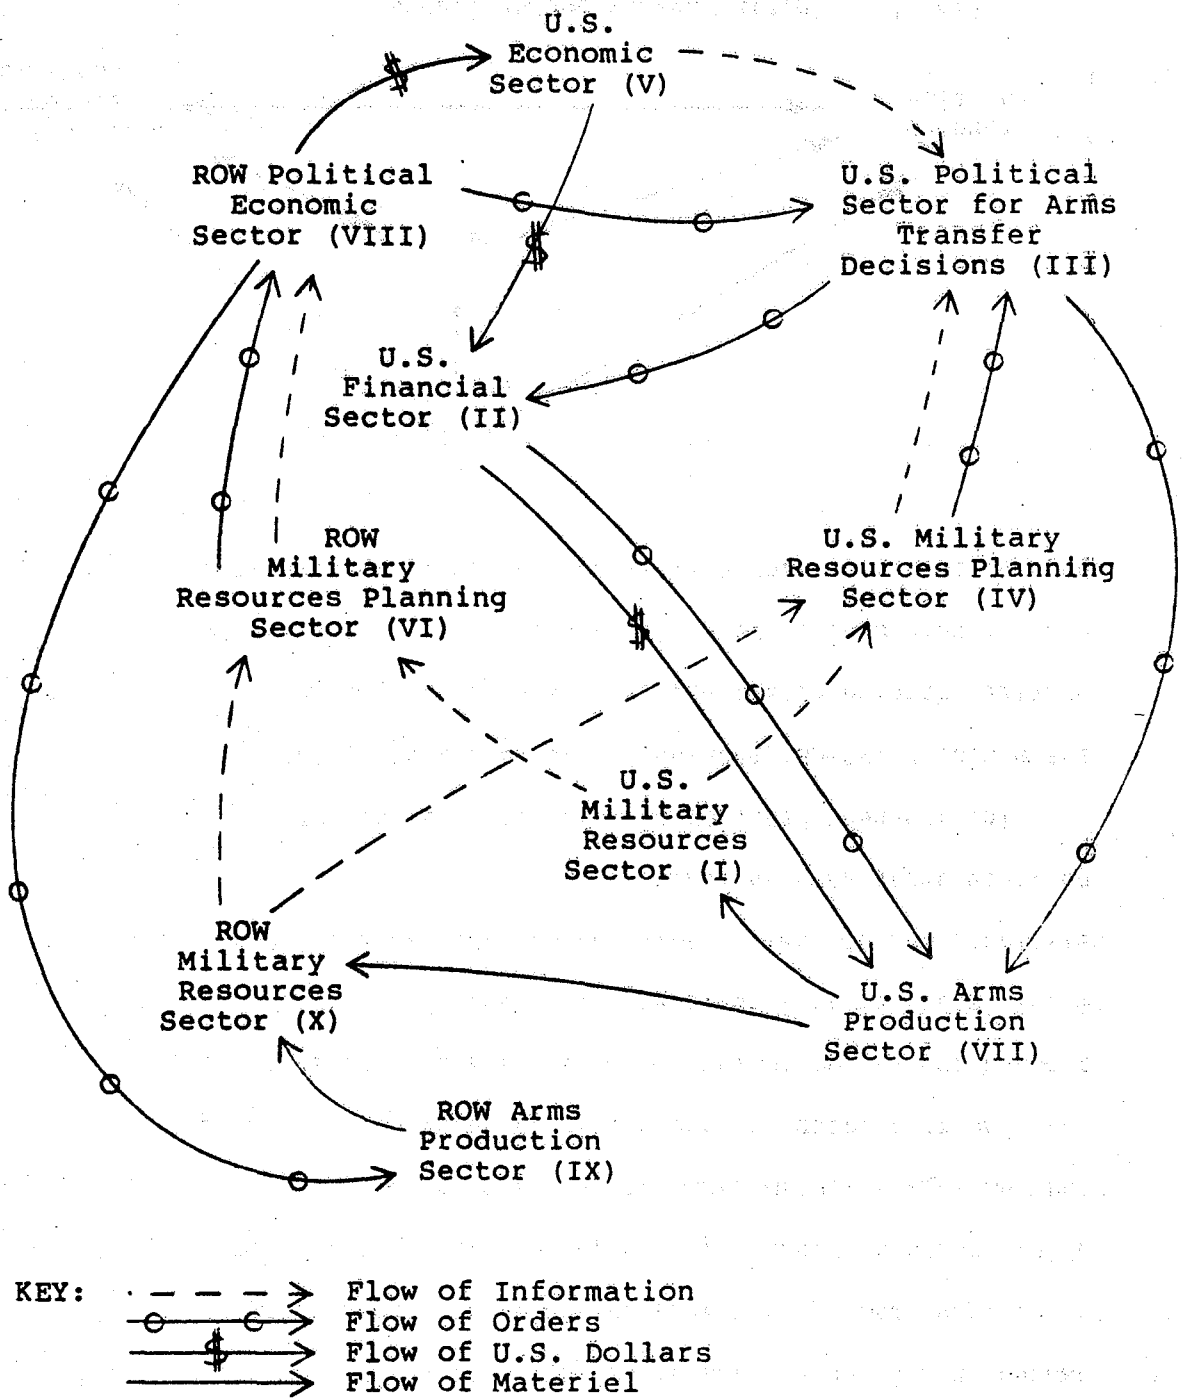 U.S.
Economic
Sector (V)
$
ROW Political
Economic
Sector (VIII)
U.S. Political
Sector for Arms
Transfer
Decisions (III)
$
U.S.
Financial
Sector (II)
ROW
Military
Resources Planning
Sector (VI)
U.S. Military
Resources Planning
Sector (IV)
$
U.S.
Military
Resources
Sector (I)
ROW
Military
Resources
Sector (X)
U.S. Arms
Production
Sector (VII)
ROW Arms
Production
Sector (IX)
KEY:
Flow of Information
Flow of Orders
$ Flow of U.S. Dollars
Flow of Materiel